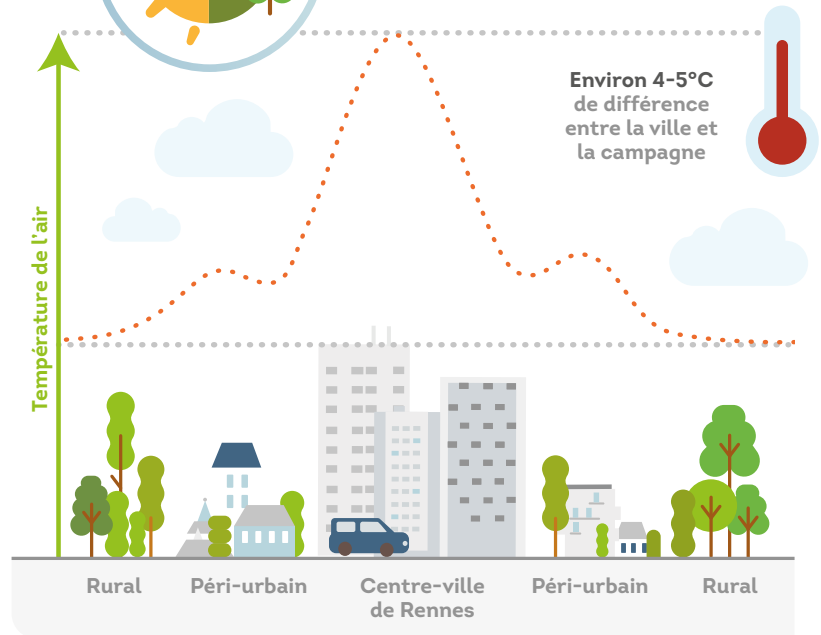 Environ 4-5°C
de différence
entre la ville et
la campagne
Température de l'air
Rural
Péri-urbain
Centre-ville
de Rennes
Péri-urbain
Rural